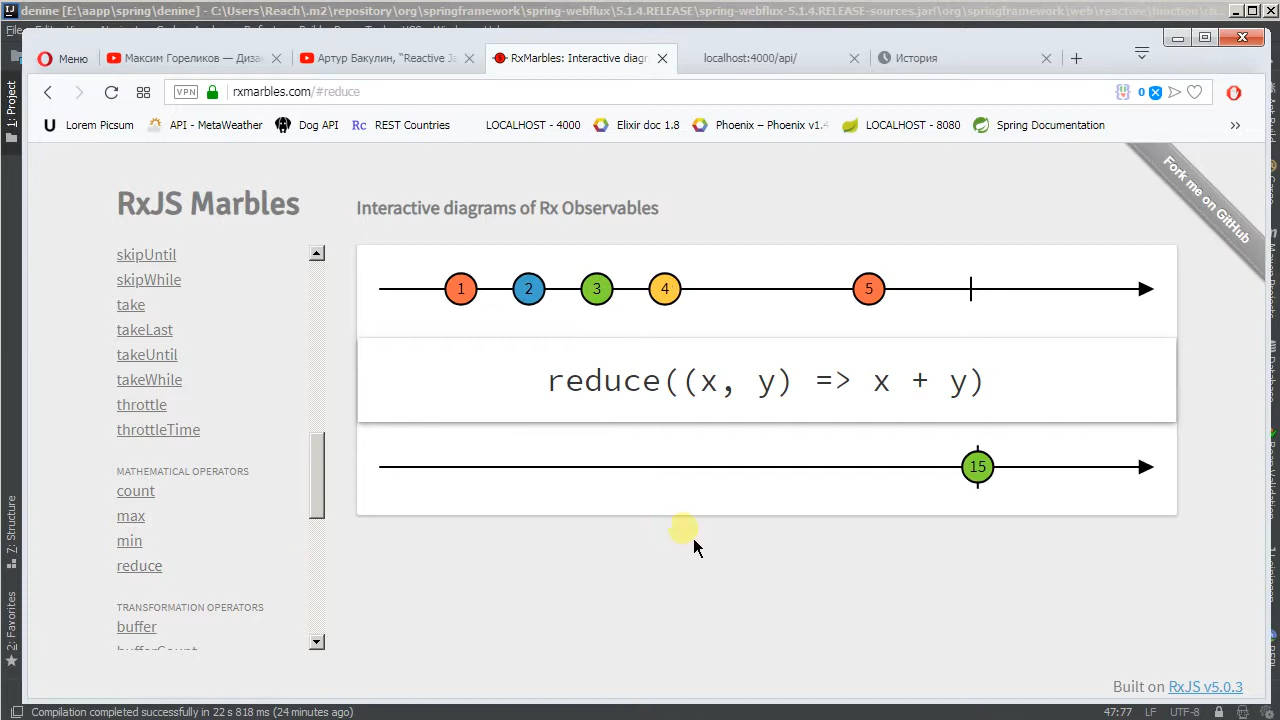 denine [E:\aapp\spring\denine] - C:\Users\Reach\.m2\repository\org\springframework\spring-webflux\5.1.4.RELEASE\spring-webflux-5.1.4.RELEASE-sources.jar!\org\springframework\web\reactive\function\cli
Меню
Максим Гореликов — Диза
Артур Бакулин, "Reactive Ja
RxMarbles: Interactive diagr
localhost:4000/api/
История
VPN
rxmarbles.com/#reduce
0
Lorem Picsum
API - MetaWeather
Dog API
Rc REST Countries
LOCALHOST - 4000
Elixir doc 1.8
Phoenix – Phoenix v1.4
LOCALHOST - 8080
Spring Documentation
1: Project
RxJS Marbles
Interactive diagrams of Rx Observables
Fork me on GitHub
skipUntil
skipWhile
take
takeLast
takeUntil
takeWhile
throttle
throttleTime
MATHEMATICAL OPERATORS
count
max
min
reduce
TRANSFORMATION OPERATORS
buffer
bufferCount
1 2 3 4 5
reduce((x, y) => x + y)
15
Z: Structure
2: Favorites
Built on RxJS v5.0.3
Compilation completed successfully in 22 s 818 ms (24 minutes ago)
47:77 LF UTF-8